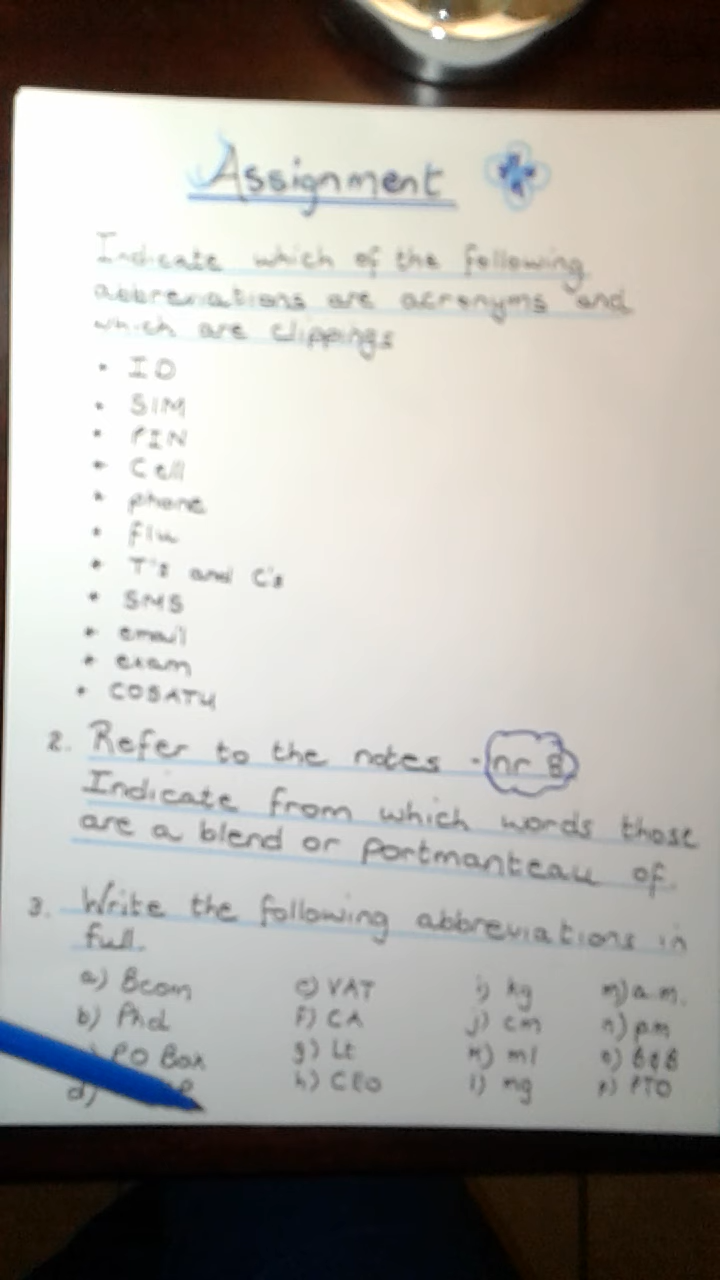 Assignment
Indicate which of the following
abbreviations are acronyms and
which are clippings
• ID
• SIM
• PIN
• Cell
• phone
• flu
• T's and C's
• SMS
• email
• exam
• COSATU
2. Refer to the notes - nr 8
Indicate from which words those
are a blend or portmanteau of.
3. Write the following abbreviations in
full.
a) Bcom e) VAT i) kg m) a.m.
b) Phd F) CA j) cm n) pm
PO Box g) Lt k) ml o) B&B
d) h) CEO l) mg p) PTO